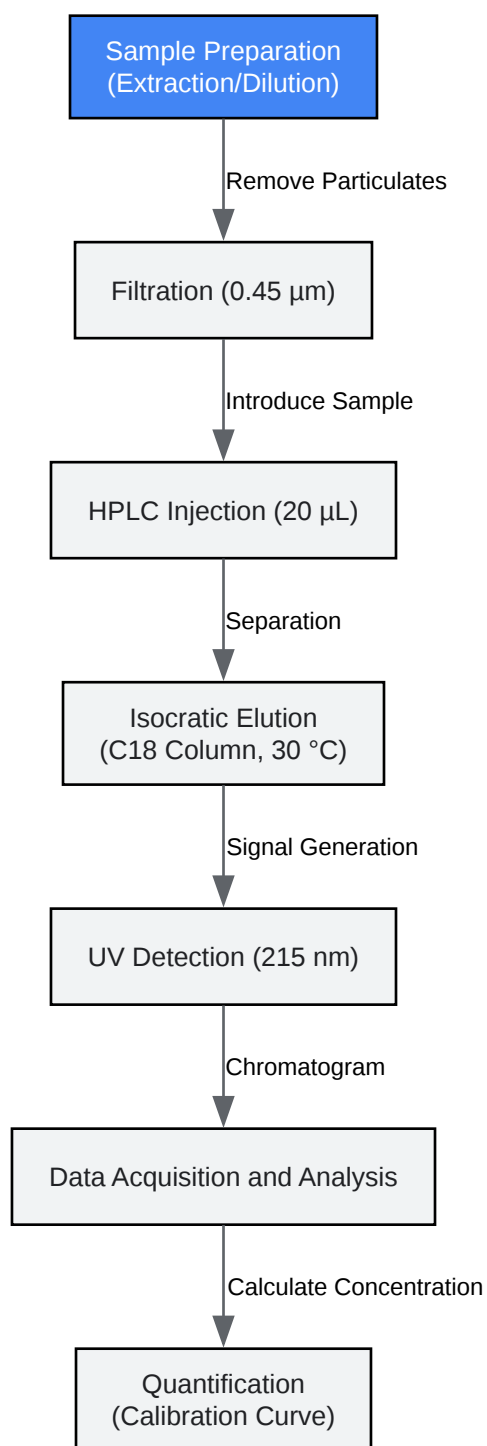 Sample Preparation
(Extraction/Dilution)
Remove Particulates
Filtration (0.45 µm)
Introduce Sample
HPLC Injection (20 µL)
Separation
Isocratic Elution
(C18 Column, 30 °C)
Signal Generation
UV Detection (215 nm)
Chromatogram
Data Acquisition and Analysis
Calculate Concentration
Quantification
(Calibration Curve)